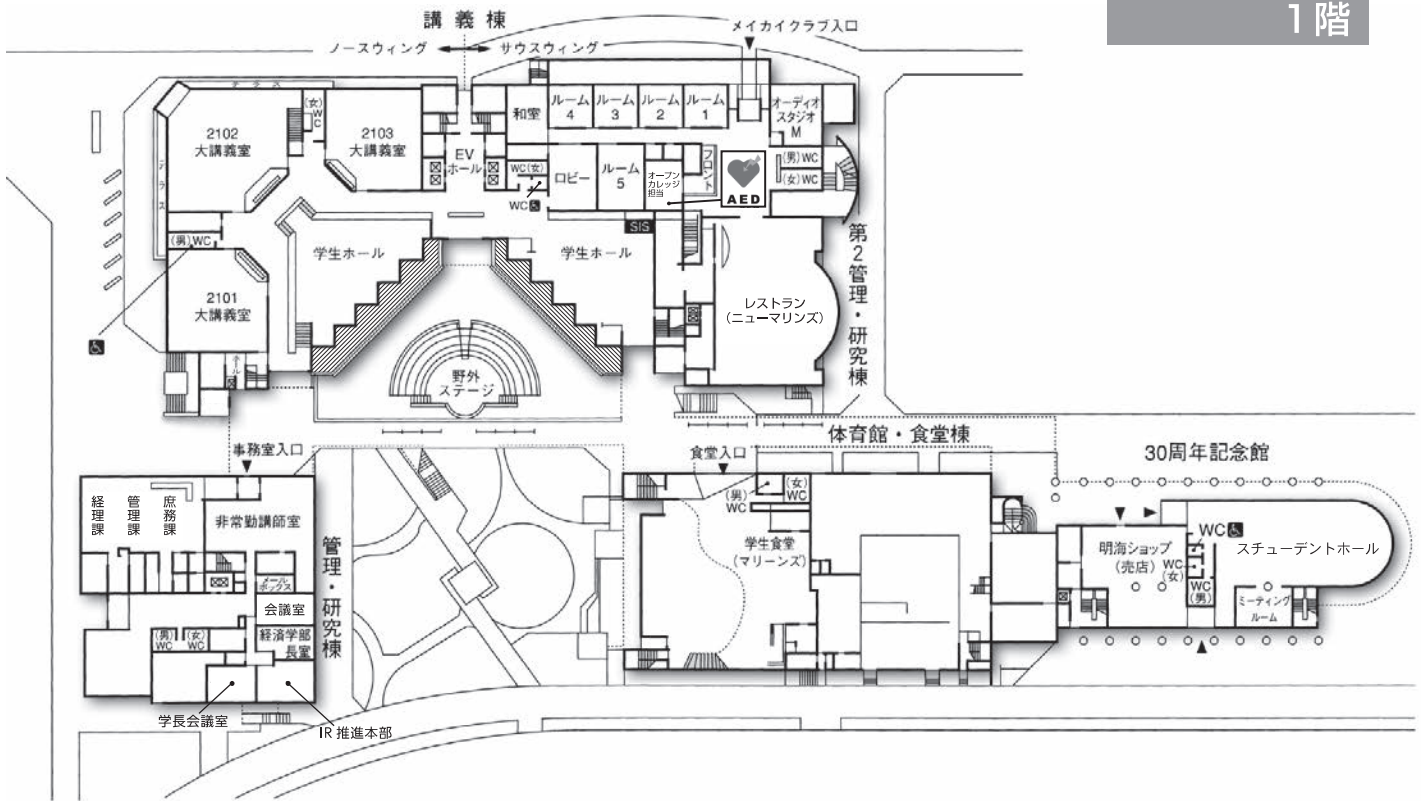 1階
講義棟
ノースウィング
サウスウィング
メイカイクラブ入口
テラス
テラス
2102
大講義室
(女)
WC
2103
大講義室
EV
ホール
和室
ルーム
4
ルーム
3
ルーム
2
ルーム
1
オーディオ
スタジオ
M
WC(女)
WC
ロビー
ルーム
5
オープン
カレッジ
担当
フロント
AED
(男)WC
(女)WC
(男)WC
学生ホール
SIS
学生ホール
2101
大講義室
ホール
レストラン
(ニューマリンズ)
第2管理・研究棟
野外
ステージ
事務室入口
食堂入口
体育館・食堂棟
30周年記念館
経理課
管理課
庶務課
非常勤講師室
メール
ボックス
会議室
経済学部
長室
(男)
WC
(女)
WC
管理・研究棟
学長会議室
IR 推進本部
(男)
WC
(女)
WC
学生食堂
(マリーンズ)
明海ショップ
(売店)
WC
WC
(女)
WC
(男)
スチューデントホール
ミーティング
ルーム